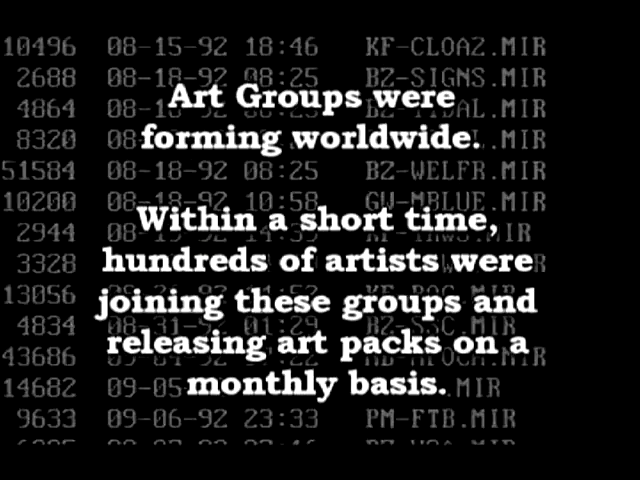 10496 08-15-92 18:46 KF-CLOAZ.MIR
2688 08-18-92 08:25 BZ-SIGNS.MIR
Art Groups were
4864
8320
forming worldwide.
51584 08-18-92 08:25 BZ-WELFR.MIR
10200 08-18-92 10:58 GW-MBLUE.MIR
Within a short time,
2944
3328
hundreds of artists were
13056
joining these groups and
4834 08-31-92 01:29 BZ-SSC.MIR
releasing art packs on a
43686
14682 09-05
monthly basis.
.MIR
9633 09-06-92 23:33 PM-FTB.MIR